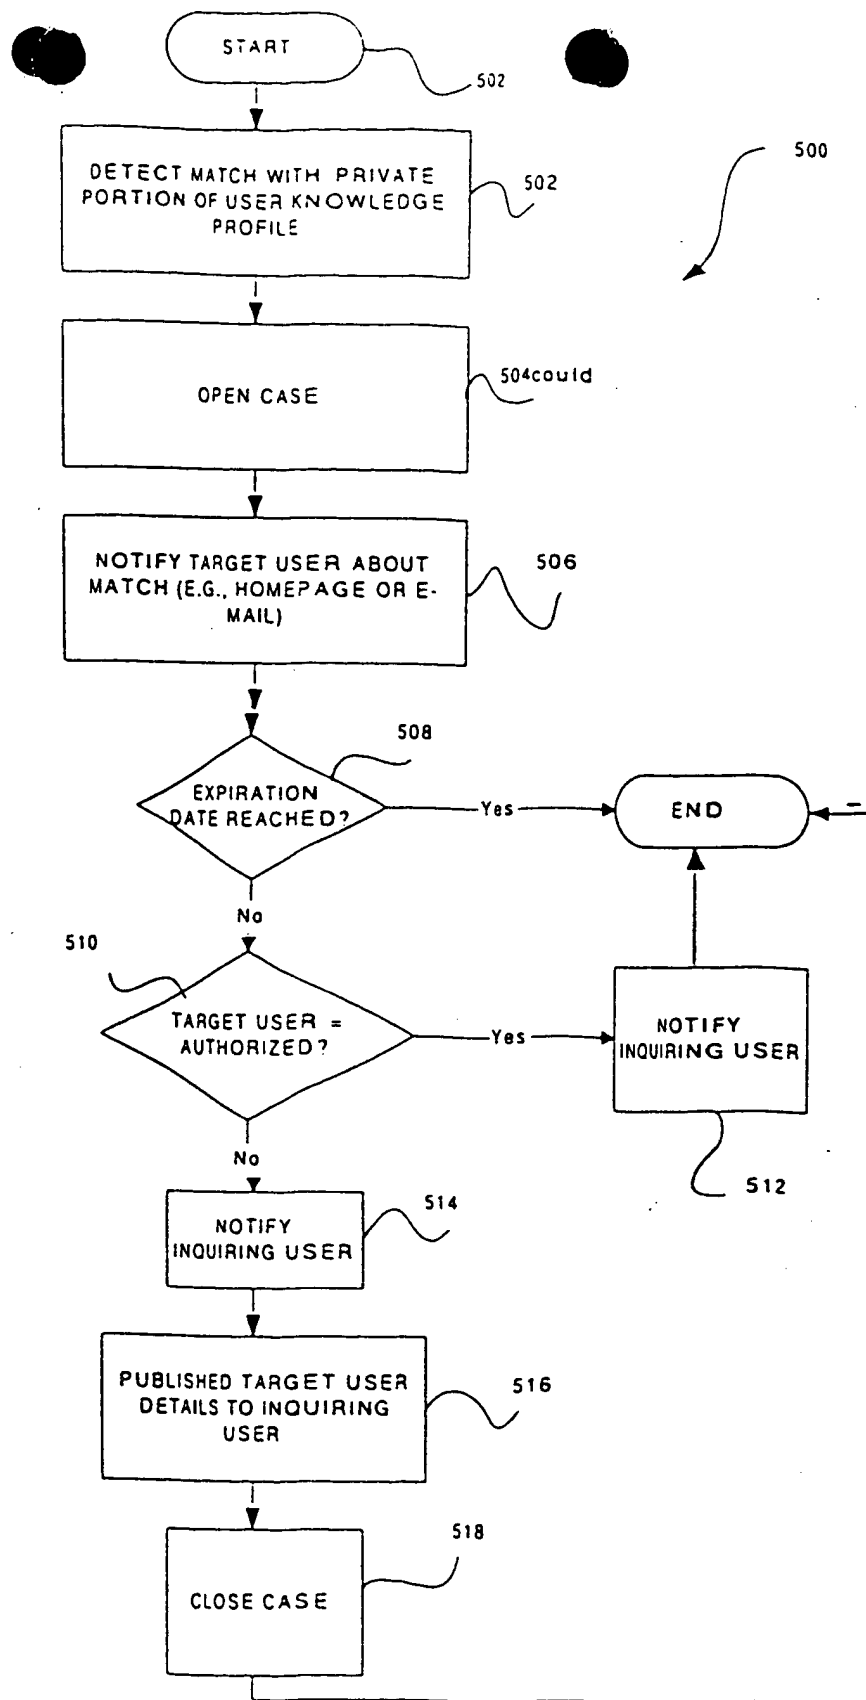 START
502
DETECT MATCH WITH PRIVATE
PORTION OF USER KNOWLEDGE
PROFILE
502
500
OPEN CASE
504could
NOTIFY TARGET USER ABOUT
MATCH (E.G., HOMEPAGE OR E-
MAIL)
506
508
EXPIRATION
DATE REACHED?
Yes
END
No
510
TARGET USER =
AUTHORIZED?
Yes
NOTIFY
INQUIRING USER
512
No
NOTIFY
INQUIRING USER
514
PUBLISHED TARGET USER
DETAILS TO INQUIRING
USER
516
CLOSE CASE
518